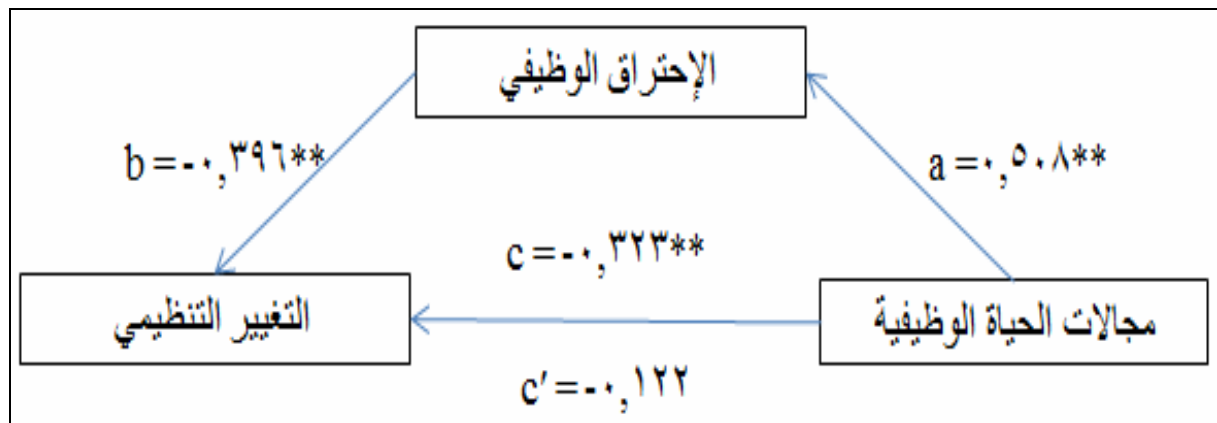 الإحتراق الوظيفي
a =٠,٥٠٨**
b =-٠,٣٩٦**
c =-٠,٣٢٣**
مجالات الحياة الوظيفية
التغيير التنظيمي
c′ =-٠,١٢٢